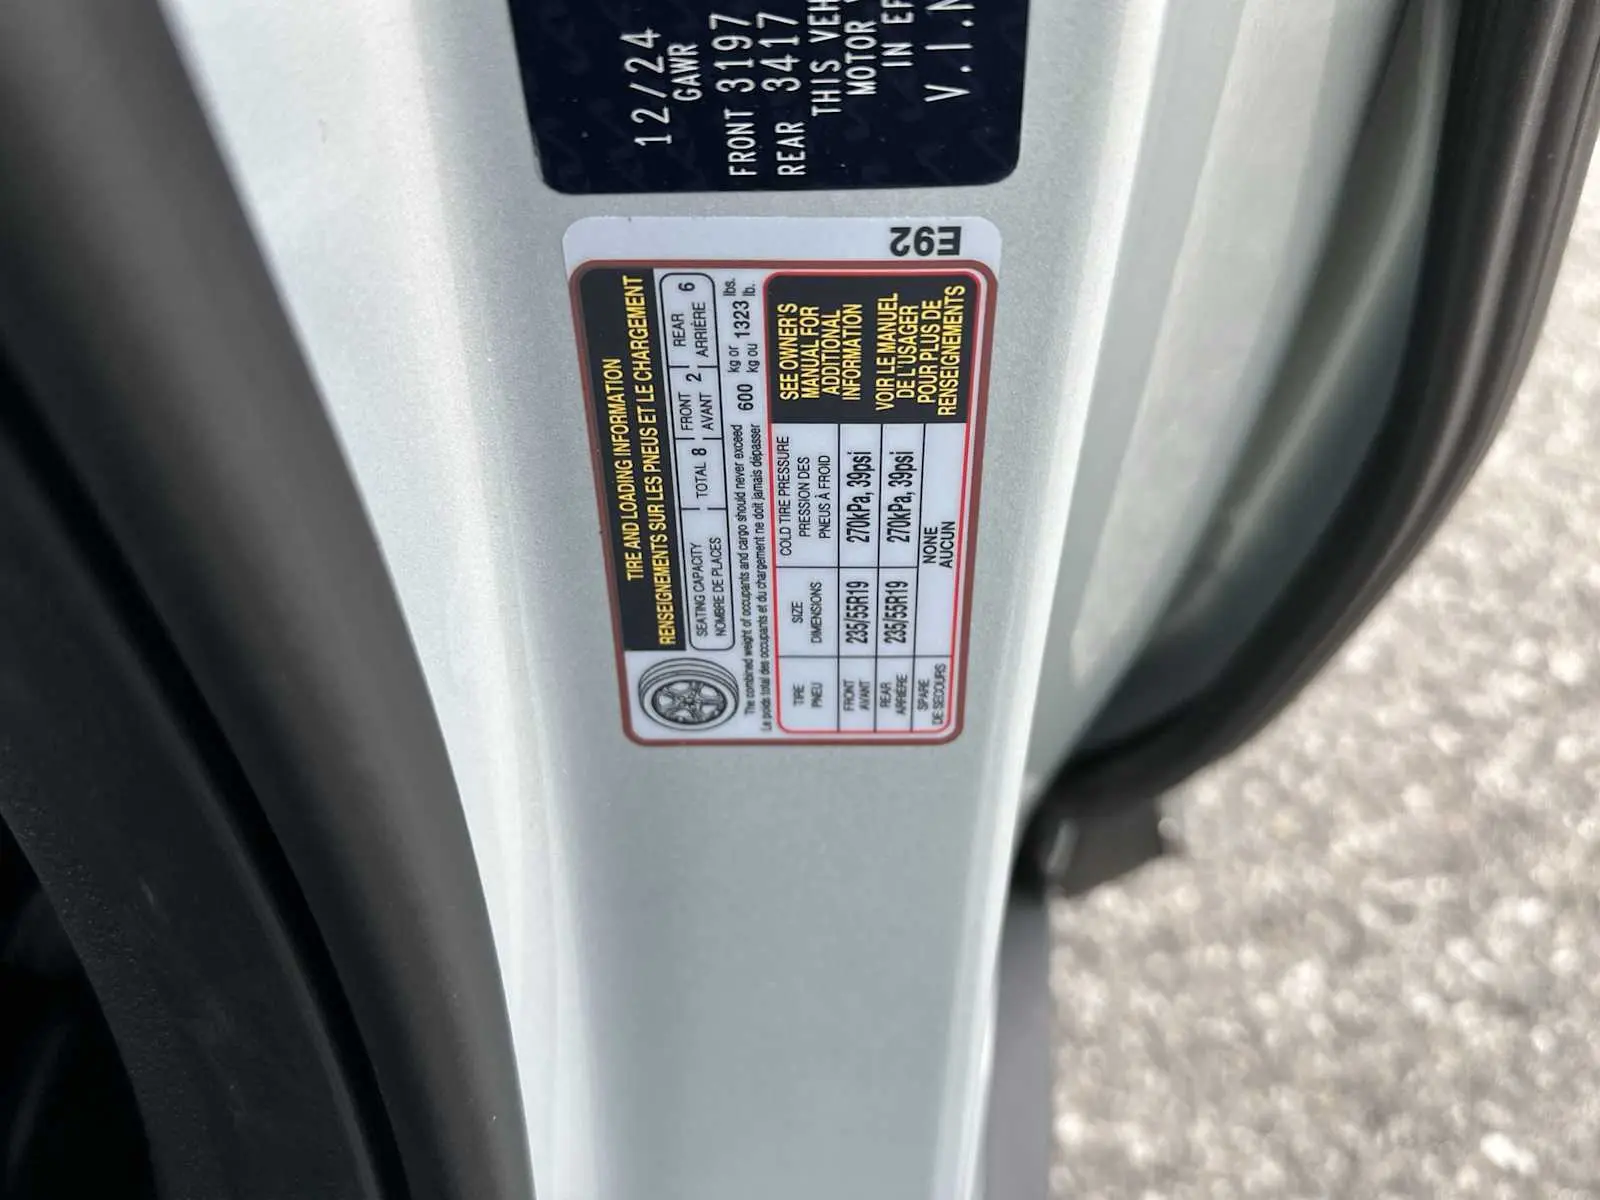 12/24
GAWR
FRONT 3197
REAR 3417
THIS VEH
MOTOR
IN EF
V.I.N
E92
TIRE AND LOADING INFORMATION
RENSEIGNEMENTS SUR LES PNEUS ET LE CHARGEMENT
SEATING CAPACITY TOTAL 8 FRONT 2 REAR 6
NOMBRE DE PLACES AVANT ARRIÈRE
The combined weight of occupants and cargo should never exceed 600 kg or 1323 lbs.
Le poids total des occupants et du chargement ne doit jamais dépasser kg ou lb.
TIRE SIZE COLD TIRE PRESSURE
PNEU DIMENSIONS PRESSION DES
PNEUS À FROID
FRONT 235/55R19 270kPa, 39psi
AVANT
REAR 235/55R19 270kPa, 39psi
ARRIÈRE
SPARE NONE
DE SECOURS AUCUN
SEE OWNER'S
MANUAL FOR
ADDITIONAL
INFORMATION
VOIR LE MANUEL
DE L'USAGER
POUR PLUS DE
RENSEIGNEMENTS